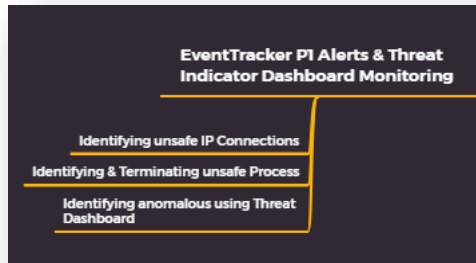 EventTracker P1 Alerts & Threat
Indicator Dashboard Monitoring
Identifying unsafe IP Connections
Identifying & Terminating unsafe Process
Identifying anomalous using Threat
Dashboard